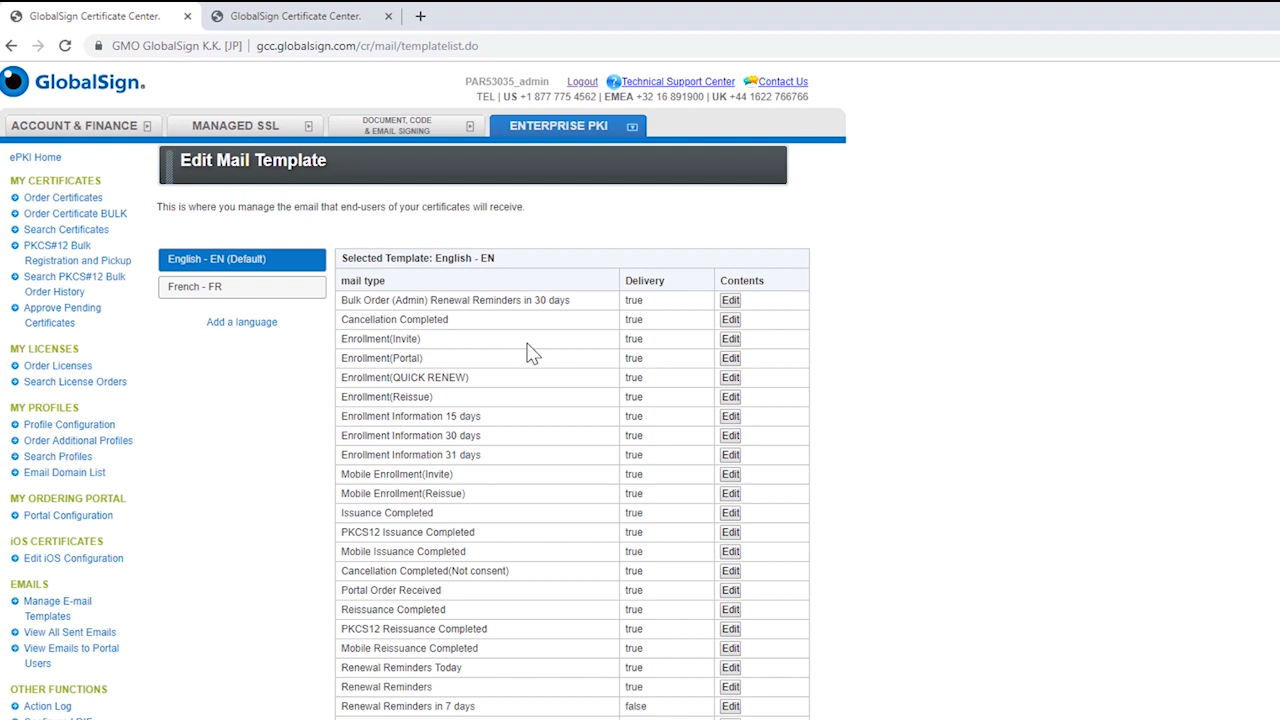 GlobalSign Certificate Center.
GlobalSign Certificate Center.
GMO GlobalSign K.K. [JP]
gcc.globalsign.com/cr/mail/templatelist.do
GlobalSign.
PAR53035_admin Logout Technical Support Center Contact Us
TEL | US +1 877 775 4562 | EMEA +32 16 891900 | UK +44 1622 766766
ACCOUNT & FINANCE
MANAGED SSL
DOCUMENT, CODE
& EMAIL SIGNING
ENTERPRISE PKI
ePKI Home
MY CERTIFICATES
Order Certificates
Order Certificate BULK
Search Certificates
PKCS#12 Bulk
Registration and Pickup
Search PKCS#12 Bulk
Order History
Approve Pending
Certificates
MY LICENSES
Order Licenses
Search License Orders
MY PROFILES
Profile Configuration
Order Additional Profiles
Search Profiles
Email Domain List
MY ORDERING PORTAL
Portal Configuration
iOS CERTIFICATES
Edit iOS Configuration
EMAILS
Manage E-mail
Templates
View All Sent Emails
View Emails to Portal
Users
OTHER FUNCTIONS
Action Log
Edit Mail Template
This is where you manage the email that end-users of your certificates will receive.
English - EN (Default)
French - FR
Add a language
Selected Template: English - EN
mail type Delivery Contents
Bulk Order (Admin) Renewal Reminders in 30 days true Edit
Cancellation Completed true Edit
Enrollment(Invite) true Edit
Enrollment(Portal) true Edit
Enrollment(QUICK RENEW) true Edit
Enrollment(Reissue) true Edit
Enrollment Information 15 days true Edit
Enrollment Information 30 days true Edit
Enrollment Information 31 days true Edit
Mobile Enrollment(Invite) true Edit
Mobile Enrollment(Reissue) true Edit
Issuance Completed true Edit
PKCS12 Issuance Completed true Edit
Mobile Issuance Completed true Edit
Cancellation Completed(Not consent) true Edit
Portal Order Received true Edit
Reissuance Completed true Edit
PKCS12 Reissuance Completed true Edit
Mobile Reissuance Completed true Edit
Renewal Reminders Today true Edit
Renewal Reminders true Edit
Renewal Reminders in 7 days false Edit